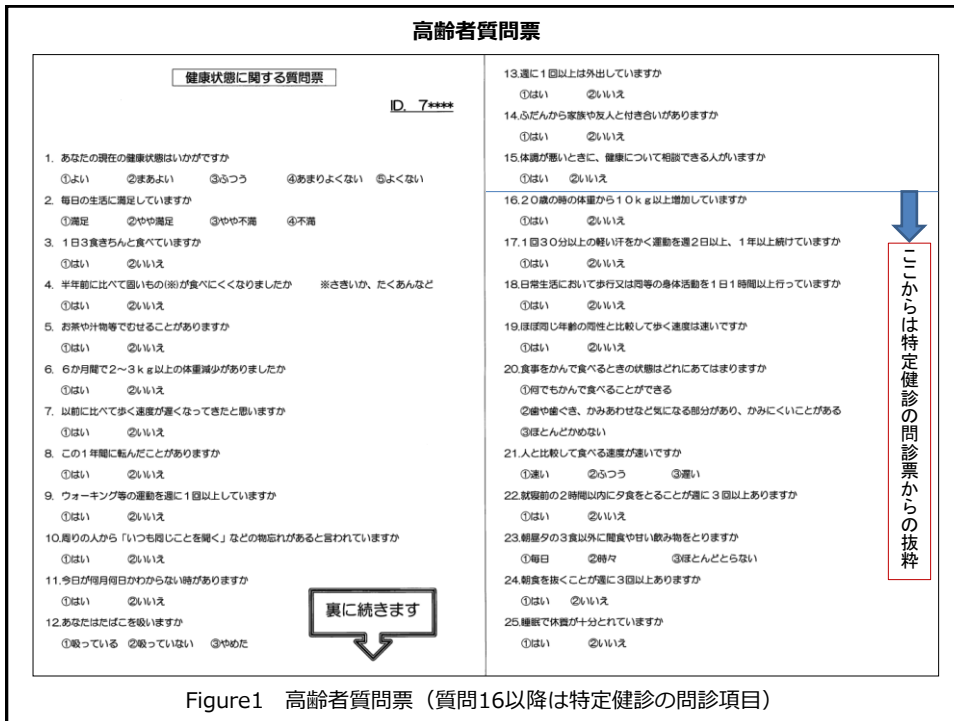 高齢者質問票
健康状態に関する質問票
ID. 7****
1. あなたの現在の健康状態はいかがですか
①よい ②まあよい ③ふつう ④あまりよくない ⑤よくない
2. 毎日の生活に満足していますか
①満足 ②やや満足 ③やや不満 ④不満
3. 1日3食きちんと食べていますか
①はい ②いいえ
4. 半年前に比べて固いもの(※)が食べにくくなりましたか ※さきいか、たくあんなど
①はい ②いいえ
5. お茶や汁物等でむせることがありますか
①はい ②いいえ
6. 6か月間で2～3kg以上の体重減少がありましたか
①はい ②いいえ
7. 以前に比べて歩く速度が遅くなってきたと思いますか
①はい ②いいえ
8. この1年間に転んだことがありますか
①はい ②いいえ
9. ウォーキング等の運動を週に1回以上していますか
①はい ②いいえ
10.周りの人から「いつも同じことを聞く」などの物忘れがあると言われていますか
①はい ②いいえ
11.今日が何月何日かわからない時がありますか
①はい ②いいえ
12.あなたはたばこを吸いますか
①吸っている ②吸っていない ③やめた
裏に続きます
13.週に1回以上は外出していますか
①はい ②いいえ
14.ふだんから家族や友人と付き合いがありますか
①はい ②いいえ
15.体調が悪いときに、健康について相談できる人がいますか
①はい ②いいえ
16.20歳の時の体重から10kg以上増加していますか
①はい ②いいえ
17.1回30分以上の軽い汗をかく運動を週2日以上、1年以上続けていますか
①はい ②いいえ
18.日常生活において歩行又は同等の身体活動を1日1時間以上行っていますか
①はい ②いいえ
19.ほぼ同じ年齢の同性と比較して歩く速度は速いですか
①はい ②いいえ
20.食事をかんで食べるときの状態はどれにあてはまりますか
①何でもかんで食べることができる
②歯や歯ぐき、かみあわせなど気になる部分があり、かみにくいことがある
③ほとんどかめない
21.人と比較して食べる速度が速いですか
①速い ②ふつう ③遅い
22.就寝前の2時間以内に夕食をとることが週に3回以上ありますか
①はい ②いいえ
23.朝昼夕の3食以外に間食や甘い飲み物をとりますか
①毎日 ②時々 ③ほとんどとらない
24.朝食を抜くことが週に3回以上ありますか
①はい ②いいえ
25.睡眠で休養が十分とれていますか
①はい ②いいえ
ここからは特定健診の問診票からの抜粋
Figure1 高齢者質問票（質問16以降は特定健診の問診項目）